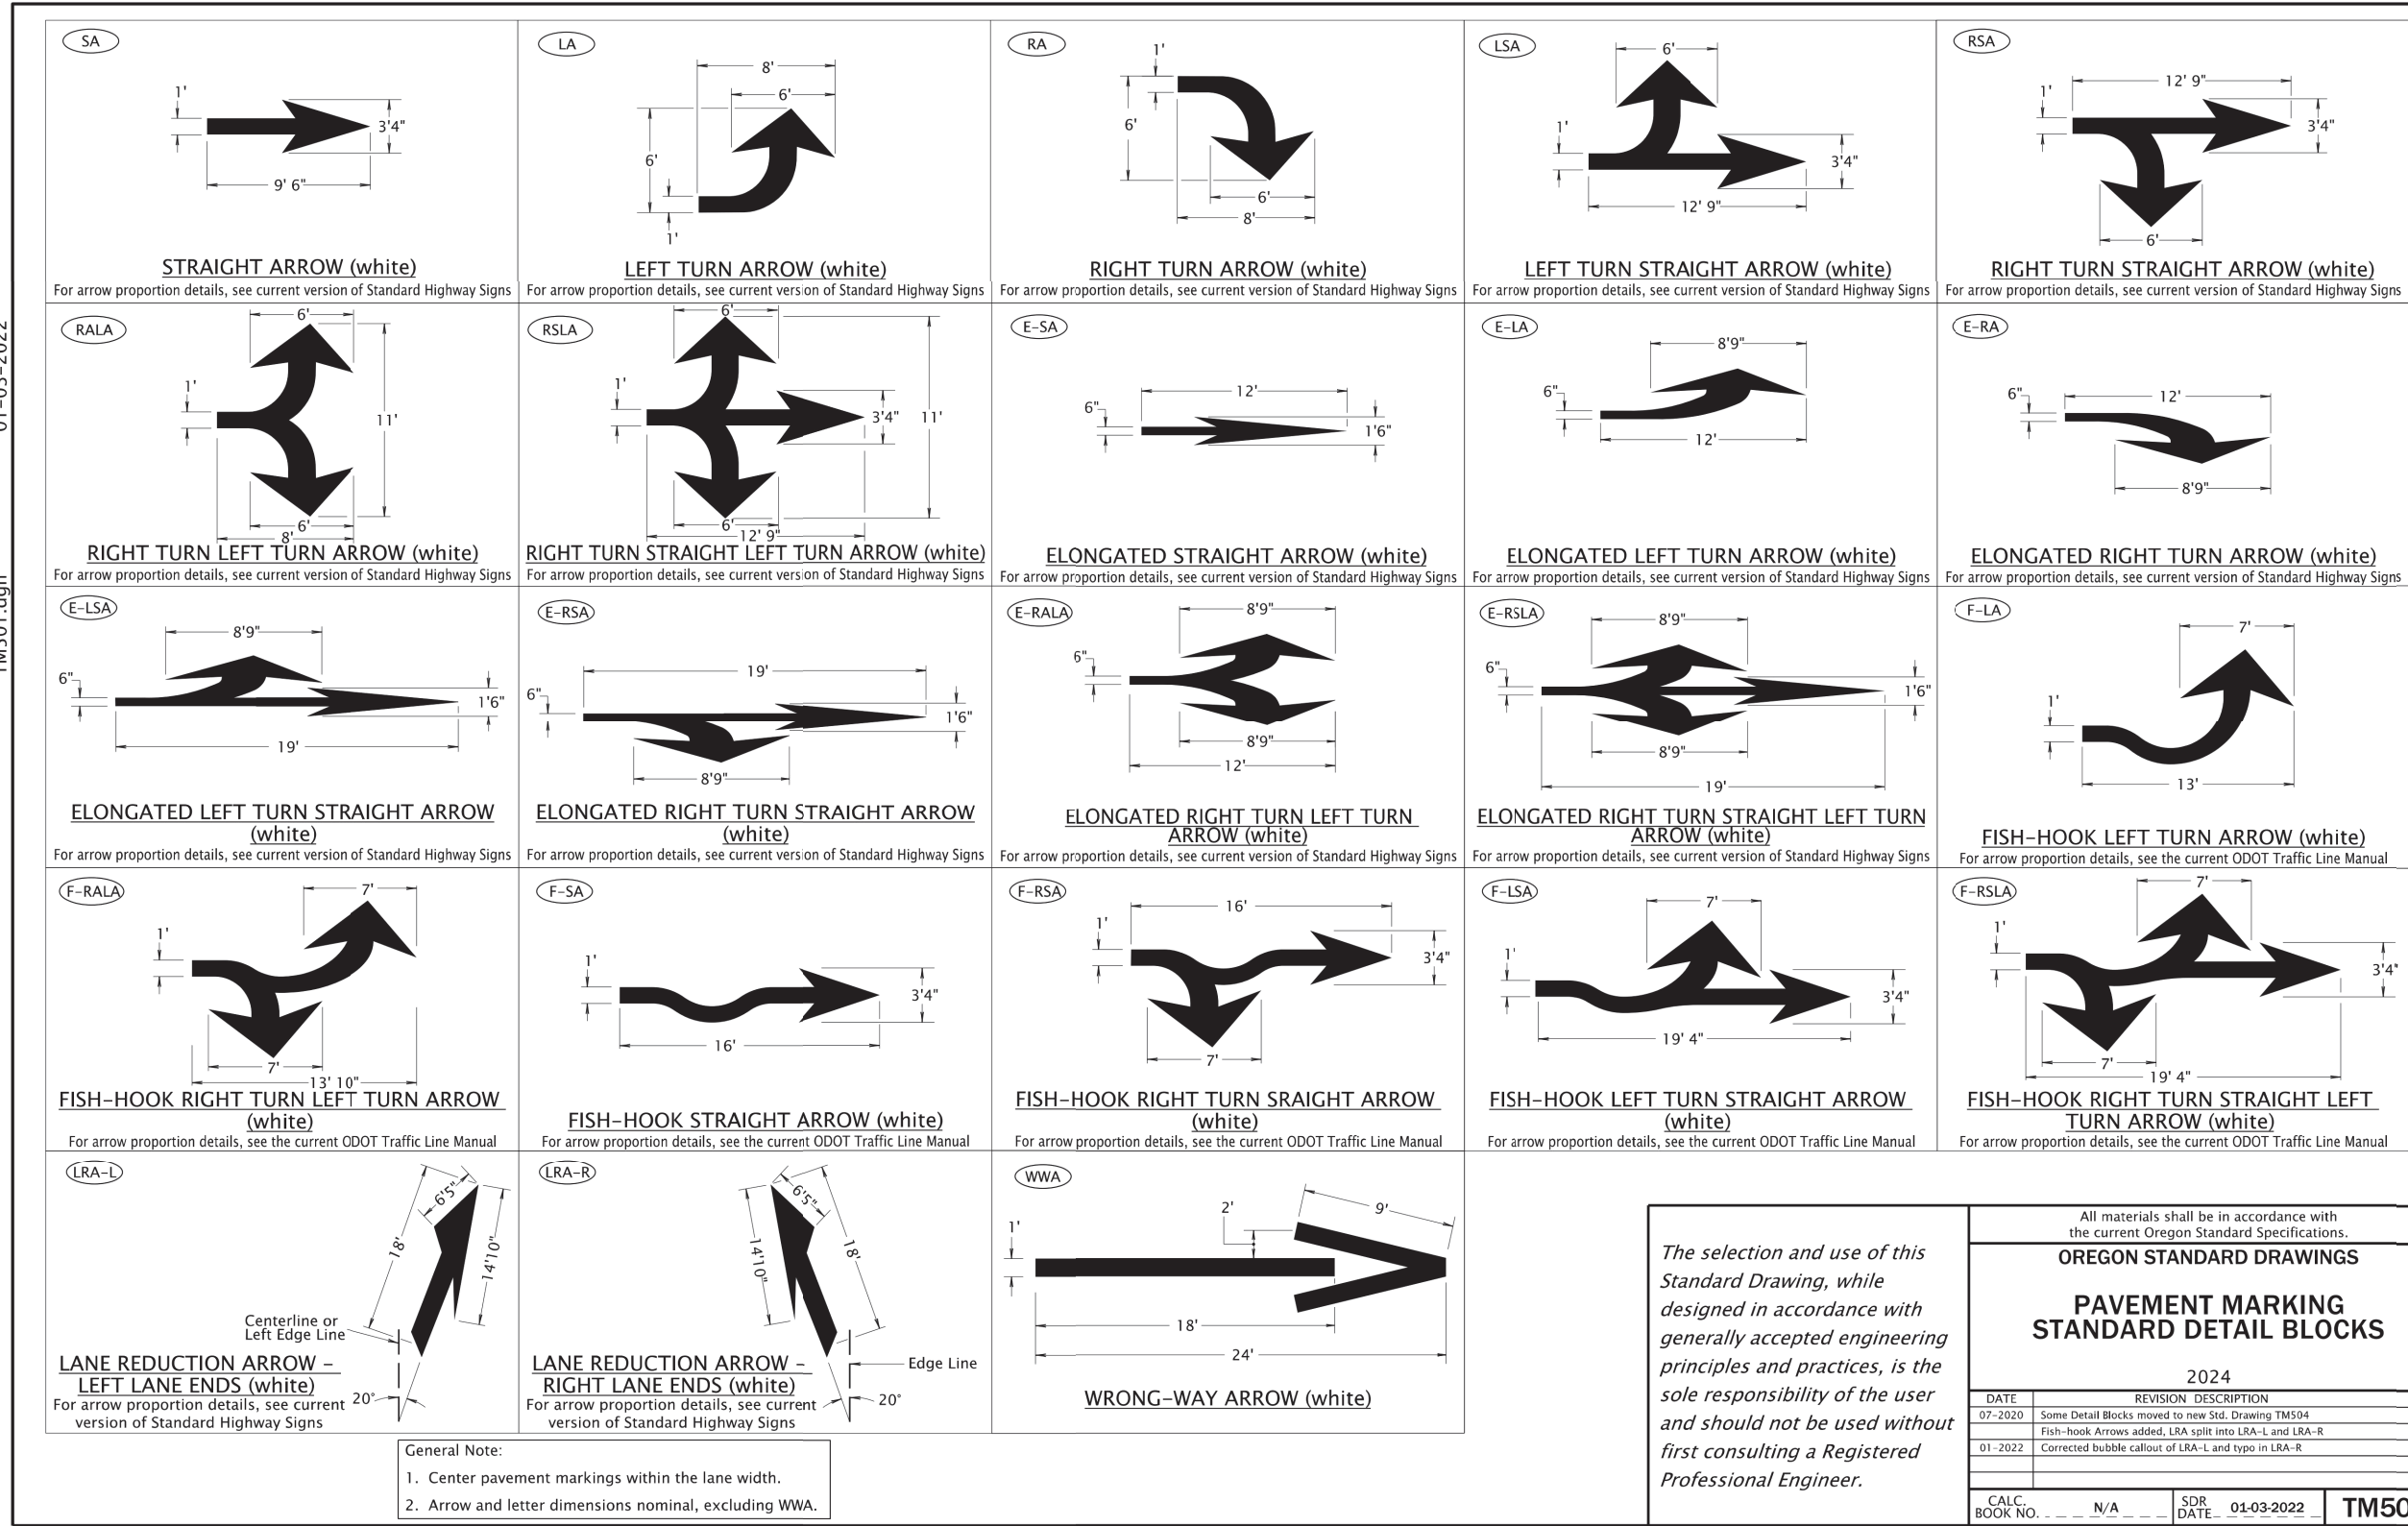 SA
1'
3'4"
9' 6"
STRAIGHT ARROW (white)
For arrow proportion details, see current version of Standard Highway Signs
LA
8'
6'
6'
1'
LEFT TURN ARROW (white)
For arrow proportion details, see current version of Standard Highway Signs
RA
1'
6'
6'
8'
RIGHT TURN ARROW (white)
For arrow proportion details, see current version of Standard Highway Signs
LSA
6'
1'
3'4"
12' 9"
LEFT TURN STRAIGHT ARROW (white)
For arrow proportion details, see current version of Standard Highway Signs
RSA
12' 9"
1'
3'4"
6'
RIGHT TURN STRAIGHT ARROW (white)
For arrow proportion details, see current version of Standard Highway Signs
RALA
6'
1'
11'
6'
8'
RIGHT TURN LEFT TURN ARROW (white)
For arrow proportion details, see current version of Standard Highway Signs
RSLA
6'
1'
3'4"
11'
6'
12' 9"
RIGHT TURN STRAIGHT LEFT TURN ARROW (white)
For arrow proportion details, see current version of Standard Highway Signs
E-SA
12'
6"
1'6"
ELONGATED STRAIGHT ARROW (white)
For arrow proportion details, see current version of Standard Highway Signs
E-LA
8'9"
6"
12'
ELONGATED LEFT TURN ARROW (white)
For arrow proportion details, see current version of Standard Highway Signs
E-RA
6"
12'
8'9"
ELONGATED RIGHT TURN ARROW (white)
For arrow proportion details, see current version of Standard Highway Signs
E-LSA
8'9"
6"
1'6"
19'
ELONGATED LEFT TURN STRAIGHT ARROW
(white)
For arrow proportion details, see current version of Standard Highway Signs
E-RSA
19'
6"
1'6"
8'9"
ELONGATED RIGHT TURN STRAIGHT ARROW
(white)
For arrow proportion details, see current version of Standard Highway Signs
E-RALA
8'9"
6"
8'9"
12'
ELONGATED RIGHT TURN LEFT TURN
ARROW (white)
For arrow proportion details, see current version of Standard Highway Signs
E-RSLA
8'9"
6"
1'6"
8'9"
19'
ELONGATED RIGHT TURN STRAIGHT LEFT TURN
ARROW (white)
For arrow proportion details, see current version of Standard Highway Signs
F-LA
7'
1'
13'
FISH-HOOK LEFT TURN ARROW (white)
For arrow proportion details, see the current ODOT Traffic Line Manual
F-RALA
7'
1'
7'
13' 10"
FISH-HOOK RIGHT TURN LEFT TURN ARROW
(white)
For arrow proportion details, see the current ODOT Traffic Line Manual
F-SA
1'
3'4"
16'
FISH-HOOK STRAIGHT ARROW (white)
For arrow proportion details, see the current ODOT Traffic Line Manual
F-RSA
16'
1'
3'4"
7'
FISH-HOOK RIGHT TURN SRAIGHT ARROW
(white)
For arrow proportion details, see the current ODOT Traffic Line Manual
F-LSA
7'
1'
3'4"
19' 4"
FISH-HOOK LEFT TURN STRAIGHT ARROW
(white)
For arrow proportion details, see the current ODOT Traffic Line Manual
F-RSLA
7'
1'
3'4"
7'
19' 4"
FISH-HOOK RIGHT TURN STRAIGHT LEFT
TURN ARROW (white)
For arrow proportion details, see the current ODOT Traffic Line Manual
LRA-L
6'5"
18'
14'10"
Centerline or
Left Edge Line
20°
LANE REDUCTION ARROW -
LEFT LANE ENDS (white)
For arrow proportion details, see current
version of Standard Highway Signs
LRA-R
6'5"
14'10"
18'
Edge Line
20°
LANE REDUCTION ARROW -
RIGHT LANE ENDS (white)
For arrow proportion details, see current
version of Standard Highway Signs
WWA
9'
2'
1'
18'
24'
WRONG-WAY ARROW (white)
General Note:
1. Center pavement markings within the lane width.
2. Arrow and letter dimensions nominal, excluding WWA.
The selection and use of this
Standard Drawing, while
designed in accordance with
generally accepted engineering
principles and practices, is the
sole responsibility of the user
and should not be used without
first consulting a Registered
Professional Engineer.
All materials shall be in accordance with
the current Oregon Standard Specifications.
OREGON STANDARD DRAWINGS
PAVEMENT MARKING
STANDARD DETAIL BLOCKS
2024
DATE REVISION DESCRIPTION
07-2020 Some Detail Blocks moved to new Std. Drawing TM504
Fish-hook Arrows added, LRA split into LRA-L and LRA-R
01-2022 Corrected bubble callout of LRA-L and typo in LRA-R
CALC.
BOOK NO. N/A
SDR
DATE 01-03-2022
TM50